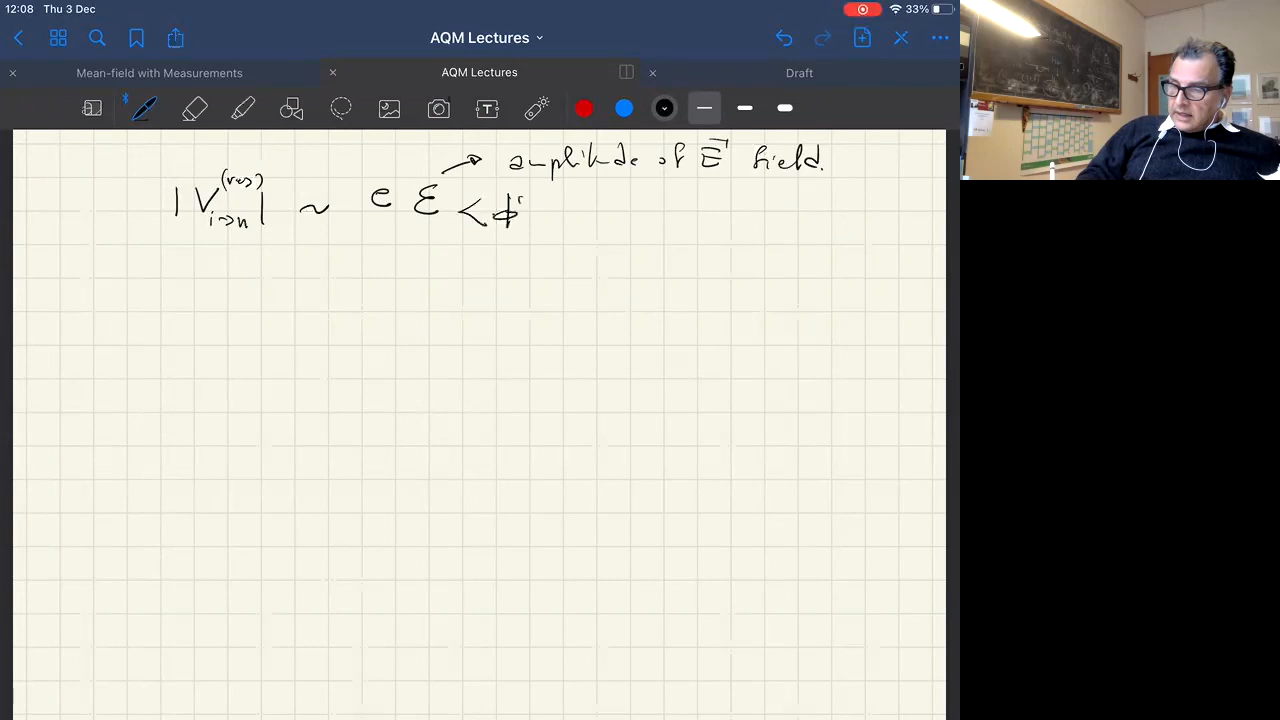 12:08 Thu 3 Dec
33%
AQM Lectures
Mean-field with Measurements
AQM Lectures
Draft
amplitude of E⃗ field.
|V_{i→n}^{(res)}| ~ e ℰ <ϕ